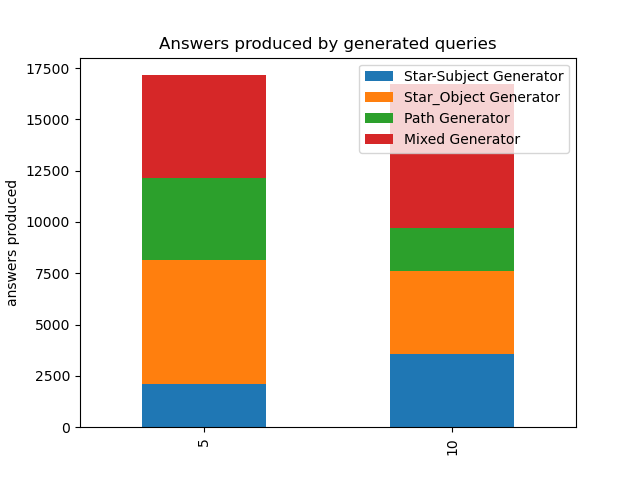 Answers produced by generated queries
Star-Subject Generator
Star_Object Generator
Path Generator
Mixed Generator
17500
15000
12500
10000
7500
5000
2500
0
answers produced
5
10